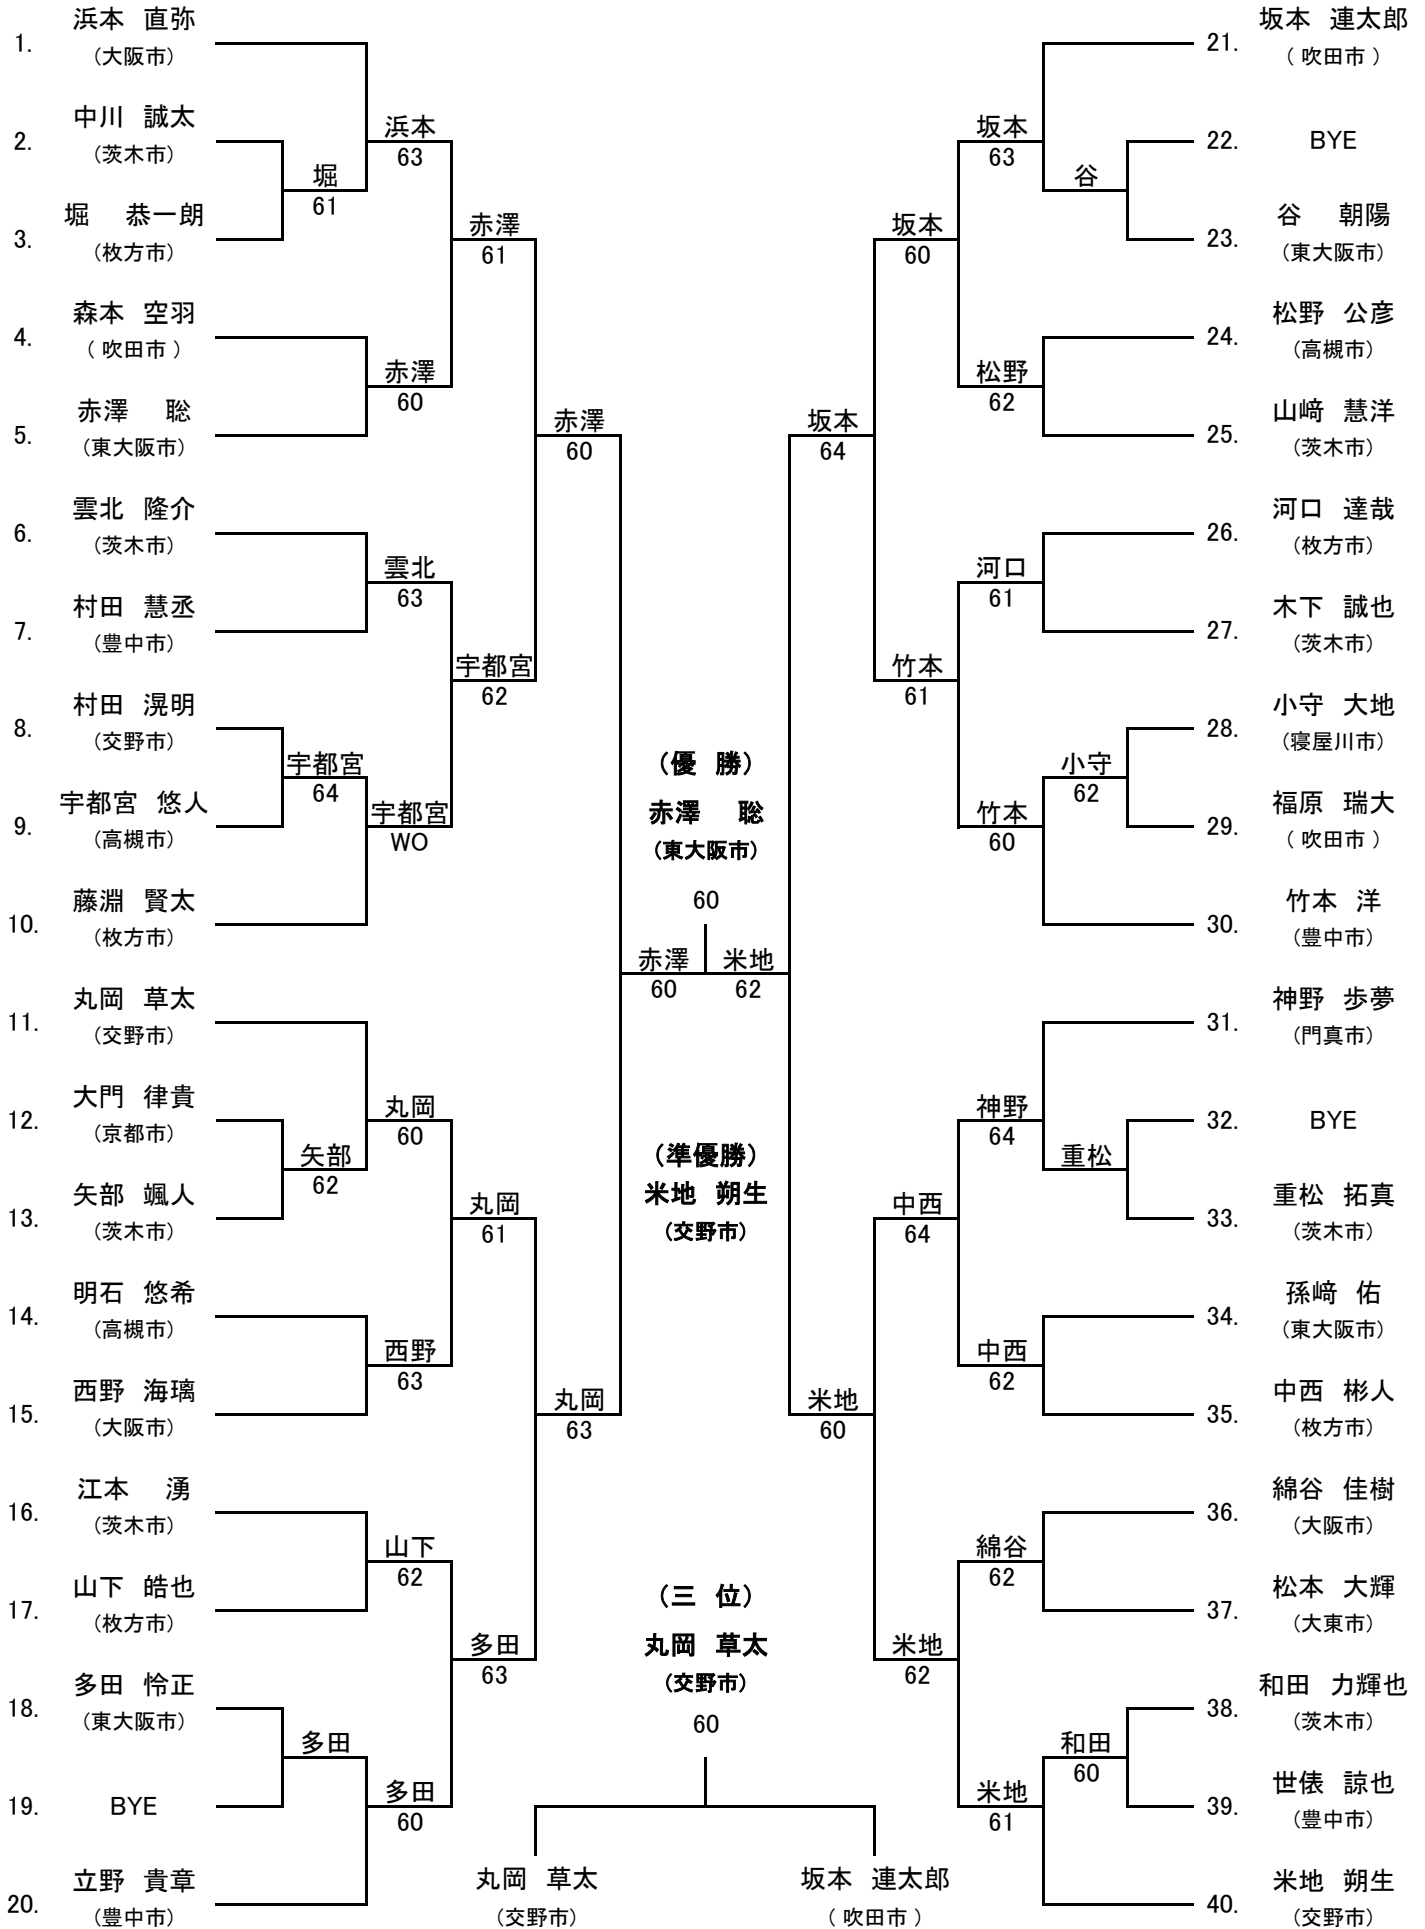 1. 浜本 直弥
(大阪市)
2. 中川 誠太
(茨木市)
3. 堀 恭一朗
(枚方市)
4. 森本 空羽
( 吹田市 )
5. 赤澤 聡
(東大阪市)
6. 雲北 隆介
(茨木市)
7. 村田 慧丞
(豊中市)
8. 村田 滉明
(交野市)
9. 宇都宮 悠人
(高槻市)
10. 藤淵 賢太
(枚方市)
11. 丸岡 草太
(交野市)
12. 大門 律貴
(京都市)
13. 矢部 颯人
(茨木市)
14. 明石 悠希
(高槻市)
15. 西野 海璃
(大阪市)
16. 江本 湧
(茨木市)
17. 山下 皓也
(枚方市)
18. 多田 怜正
(東大阪市)
19. BYE
20. 立野 貴章
(豊中市)
堀
61
宇都宮
64
矢部
62
多田
浜本
63
赤澤
60
雲北
63
宇都宮
WO
丸岡
60
西野
63
山下
62
多田
60
赤澤
61
宇都宮
62
丸岡
61
多田
63
赤澤
60
丸岡
63
(優 勝)
赤澤 聡
(東大阪市)
60
赤澤
60
米地
62
(準優勝)
米地 朔生
(交野市)
(三 位)
丸岡 草太
(交野市)
60
丸岡 草太
(交野市)
坂本 連太郎
( 吹田市 )
坂本
64
米地
60
坂本
60
竹本
61
中西
64
米地
62
坂本
63
松野
62
河口
61
竹本
60
神野
64
中西
62
綿谷
62
米地
61
谷
小守
62
重松
和田
60
21. 坂本 連太郎
( 吹田市 )
22. BYE
23. 谷 朝陽
(東大阪市)
24. 松野 公彦
(高槻市)
25. 山﨑 慧洋
(茨木市)
26. 河口 達哉
(枚方市)
27. 木下 誠也
(茨木市)
28. 小守 大地
(寝屋川市)
29. 福原 瑞大
( 吹田市 )
30. 竹本 洋
(豊中市)
31. 神野 歩夢
(門真市)
32. BYE
33. 重松 拓真
(茨木市)
34. 孫﨑 佑
(東大阪市)
35. 中西 彬人
(枚方市)
36. 綿谷 佳樹
(大阪市)
37. 松本 大輝
(大東市)
38. 和田 力輝也
(茨木市)
39. 世俵 諒也
(豊中市)
40. 米地 朔生
(交野市)